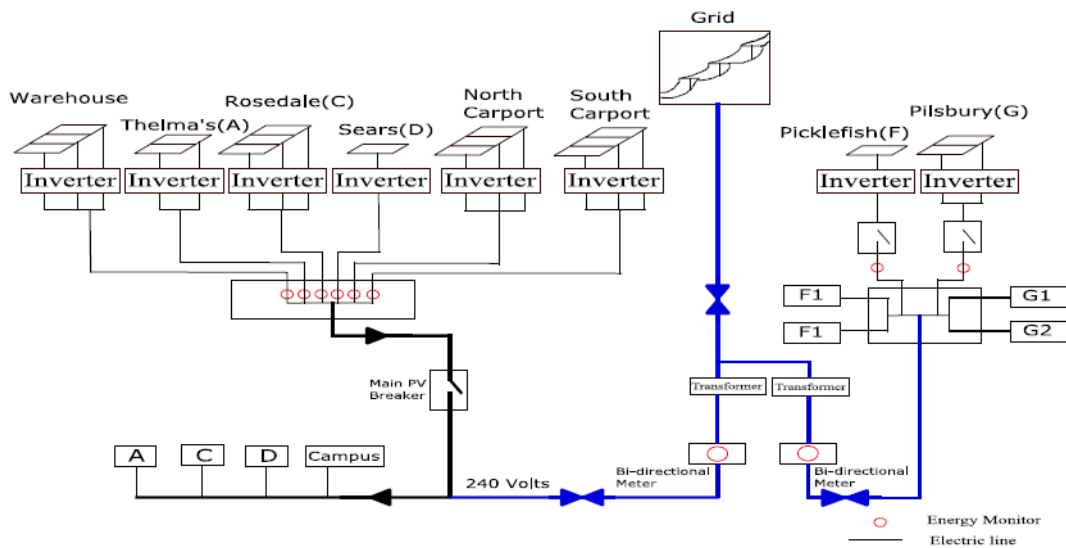 Grid
Warehouse
Thelma's(A)
Rosedale(C)
Sears(D)
North
Carport
South
Carport
Picklefish(F)
Pilsbury(G)
Inverter
Inverter
Inverter
Inverter
Inverter
Inverter
Inverter
Inverter
F1
F1
G1
G2
Main PV
Breaker
Transformer
Transformer
A
C
D
Campus
240 Volts
Bi-directional
Meter
Bi-directional
Meter
Energy Monitor
Electric line